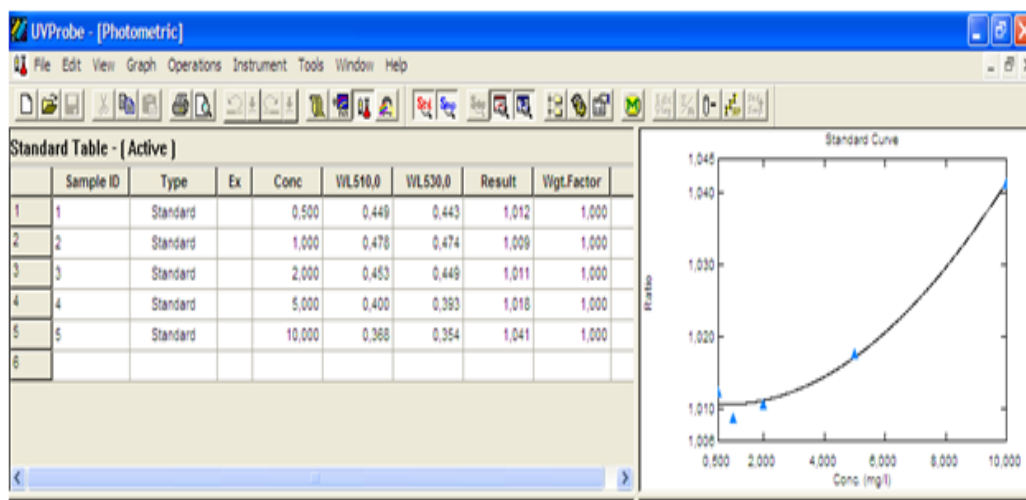 UVProbe - [Photometric]
File Edit View Graph Operations Instrument Tools Window Help
Standard Table - ( Active )
Sample ID Type Ex Conc WL510,0 WL530,0 Result Wgt.Factor
1 1 Standard 0,500 0,449 0,443 1,012 1,000
2 2 Standard 1,000 0,478 0,474 1,009 1,000
3 3 Standard 2,000 0,453 0,449 1,011 1,000
4 4 Standard 5,000 0,400 0,393 1,018 1,000
5 5 Standard 10,000 0,368 0,354 1,041 1,000
6
Standard Curve
1,045
1,040
1,030
Ratio
1,020
1,010
1,005
0,500 2,000 4,000 6,000 8,000 10,000
Conc. (mg/l)